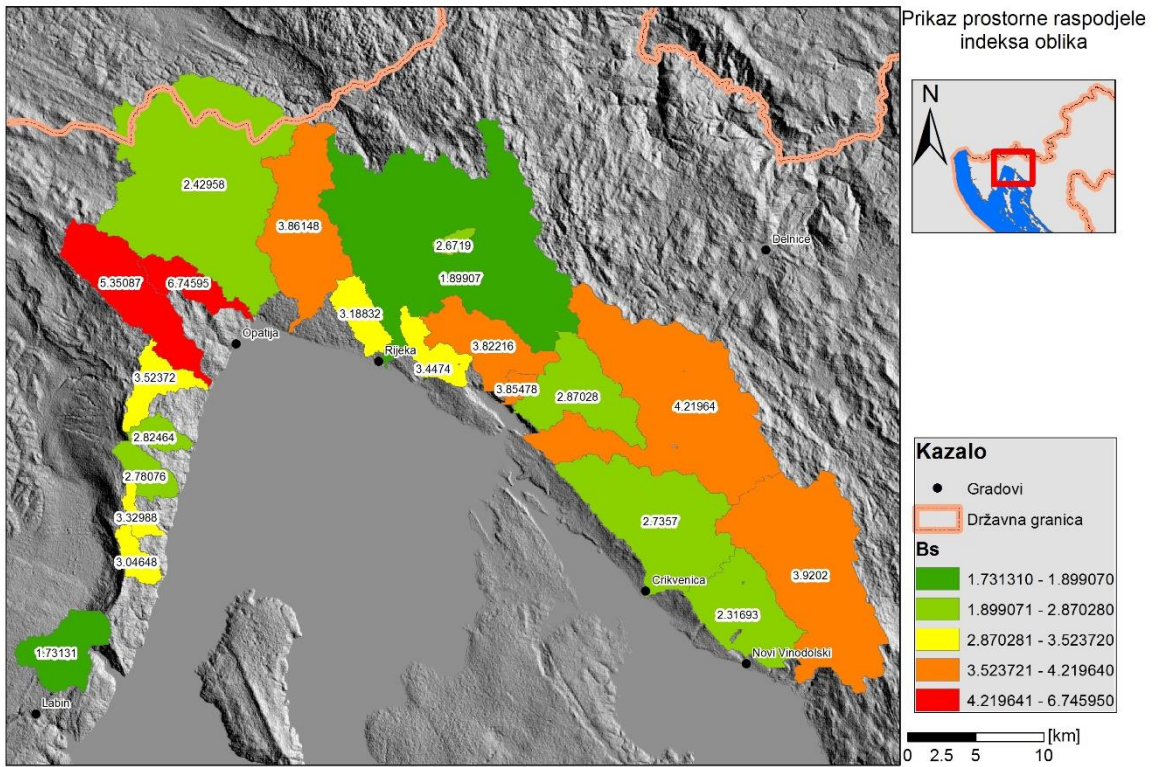 Prikaz prostorne raspodjele
indeksa oblika
N
2.42958
3.86148
2.6719
Delnice
5.35087
6.74595
1.89907
3.18832
Opatija
Rijeka
3.82216
3.4474
3.52372
3.85478
2.87028
4.21964
2.82464
2.78076
3.32988
2.7357
3.04648
3.9202
Crikvenica
2.31693
1.73131
Novi Vinodolski
Labin
Kazalo
Gradovi
Državna granica
Bs
1.731310 - 1.899070
1.899071 - 2.870280
2.870281 - 3.523720
3.523721 - 4.219640
4.219641 - 6.745950
[km]
0 2.5 5 10